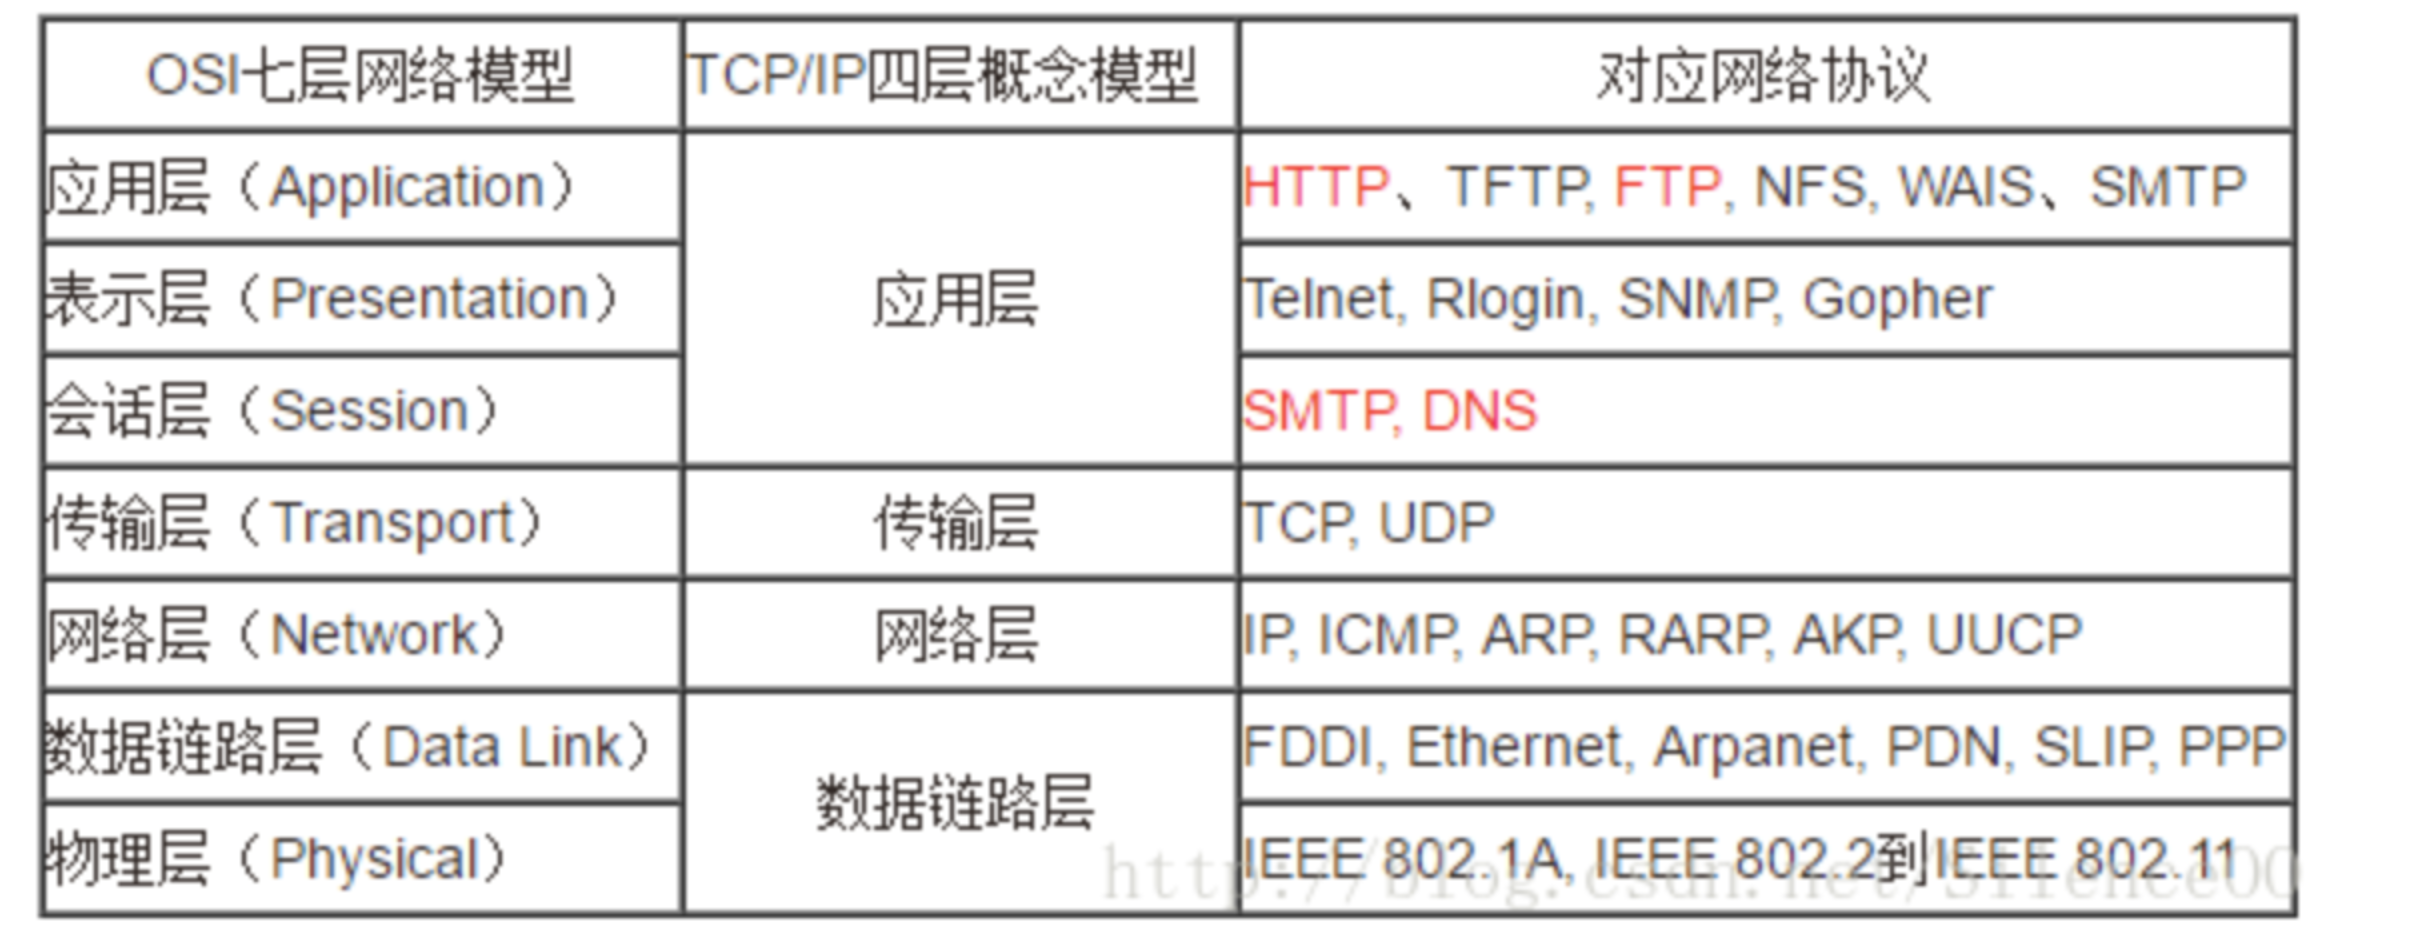 OSI七层网络模型 TCP/IP四层概念模型 对应网络协议
应用层（Application） HTTP、TFTP, FTP, NFS, WAIS、SMTP
表示层（Presentation） 应用层 Telnet, Rlogin, SNMP, Gopher
会话层（Session） SMTP, DNS
传输层（Transport） 传输层 TCP, UDP
网络层（Network） 网络层 IP, ICMP, ARP, RARP, AKP, UUCP
数据链路层（Data Link） FDDI, Ethernet, Arpanet, PDN, SLIP, PPP
数据链路层
物理层（Physical） IEEE 802.1A, IEEE 802.2到IEEE 802.11
http://blog.csdn.net/Silence00